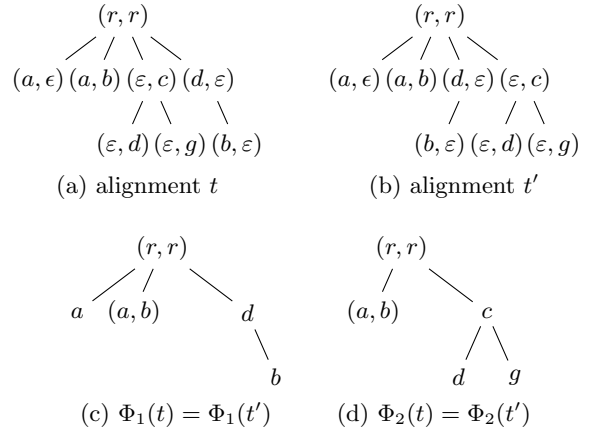 (r, r) (r, r)
(a, ϵ) (a, b) (ε, c) (d, ε) (a, ϵ) (a, b) (d, ε) (ε, c)
(ε, d) (ε, g) (b, ε) (b, ε) (ε, d) (ε, g)
(a) alignment t (b) alignment t′
(r, r) (r, r)
a (a, b) d (a, b) c
b d g
(c) Φ₁(t) = Φ₁(t′) (d) Φ₂(t) = Φ₂(t′)